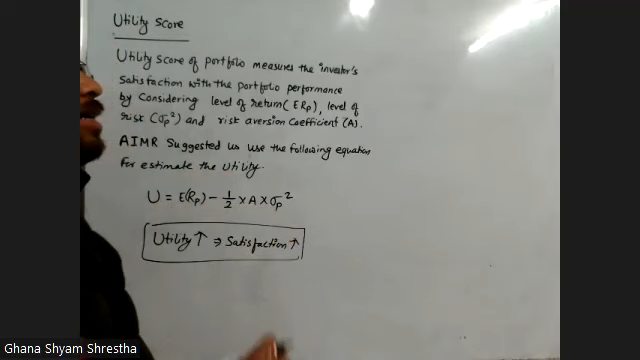 Utility Score
Utility Score of Portfolio measures the investor's
Satisfaction with the Portfolio performance
by Considering level of return (ERp), level of
risk (σp²) and risk aversion Coefficient (A).
AIMR Suggested us use the following equation
for estimate the Utility.
U = E(Rp) - 1/2 × A × σp²
Utility ↑ ⇒ Satisfaction ↑
Ghana Shyam Shrestha